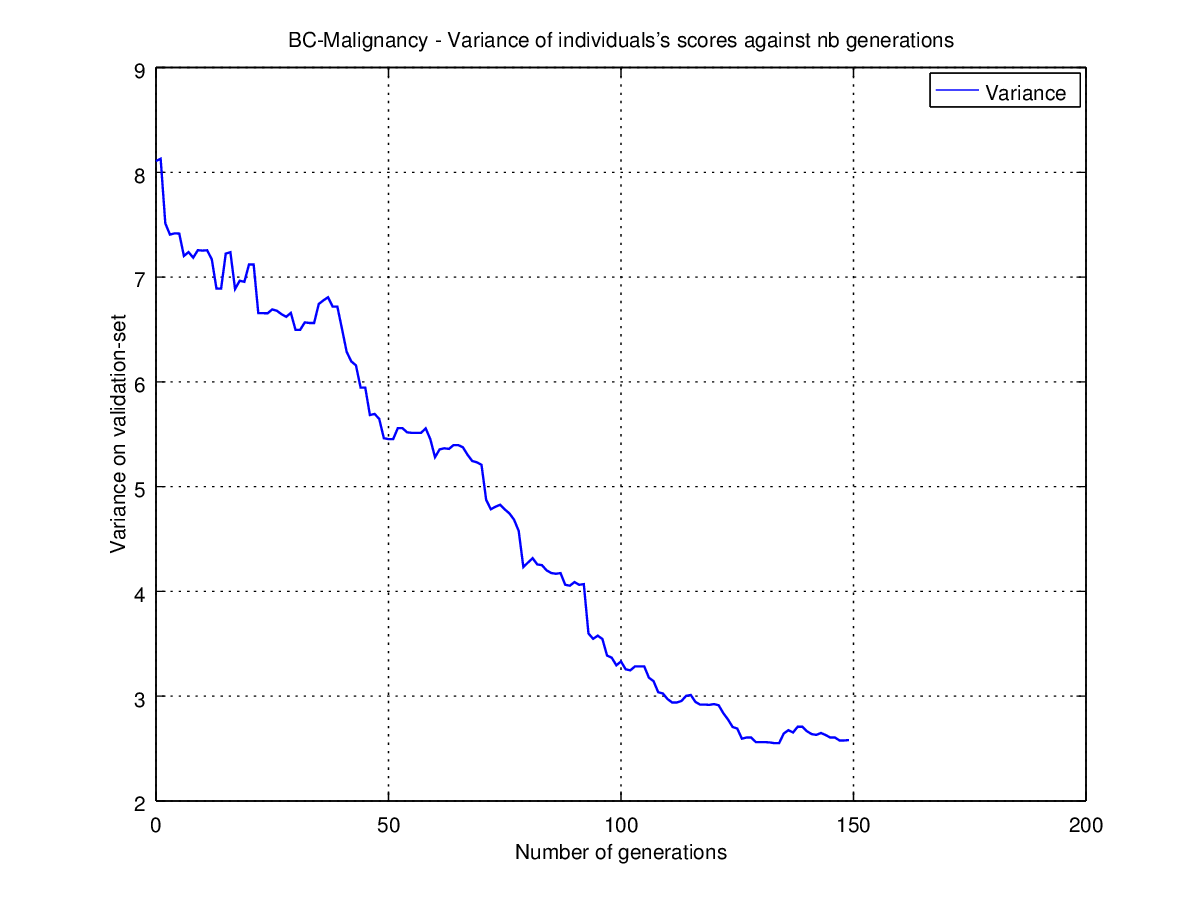 BC-Malignancy - Variance of individuals's scores against nb generations
9
Variance
8
7
6
5
4
3
2
Variance on validation-set
0 50 100 150 200
Number of generations